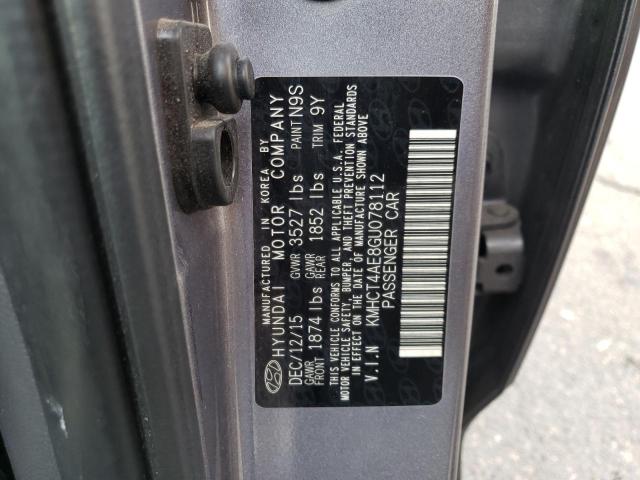 MANUFACTURED IN KOREA BY
HYUNDAI MOTOR COMPANY
DEC/12/15 GVWR 3527 lbs PAINT N9S
GAWR FRONT 1874 lbs GAWR REAR 1852 lbs TRIM 9Y
THIS VEHICLE CONFORMS TO ALL APPLICABLE U.S.A. FEDERAL
MOTOR VEHICLE SAFETY, BUMPER, AND THEFT PREVENTION STANDARDS
IN EFFECT ON THE DATE OF MANUFACTURE SHOWN ABOVE
V.I.N KMHCT4AE8GU078112
PASSENGER CAR